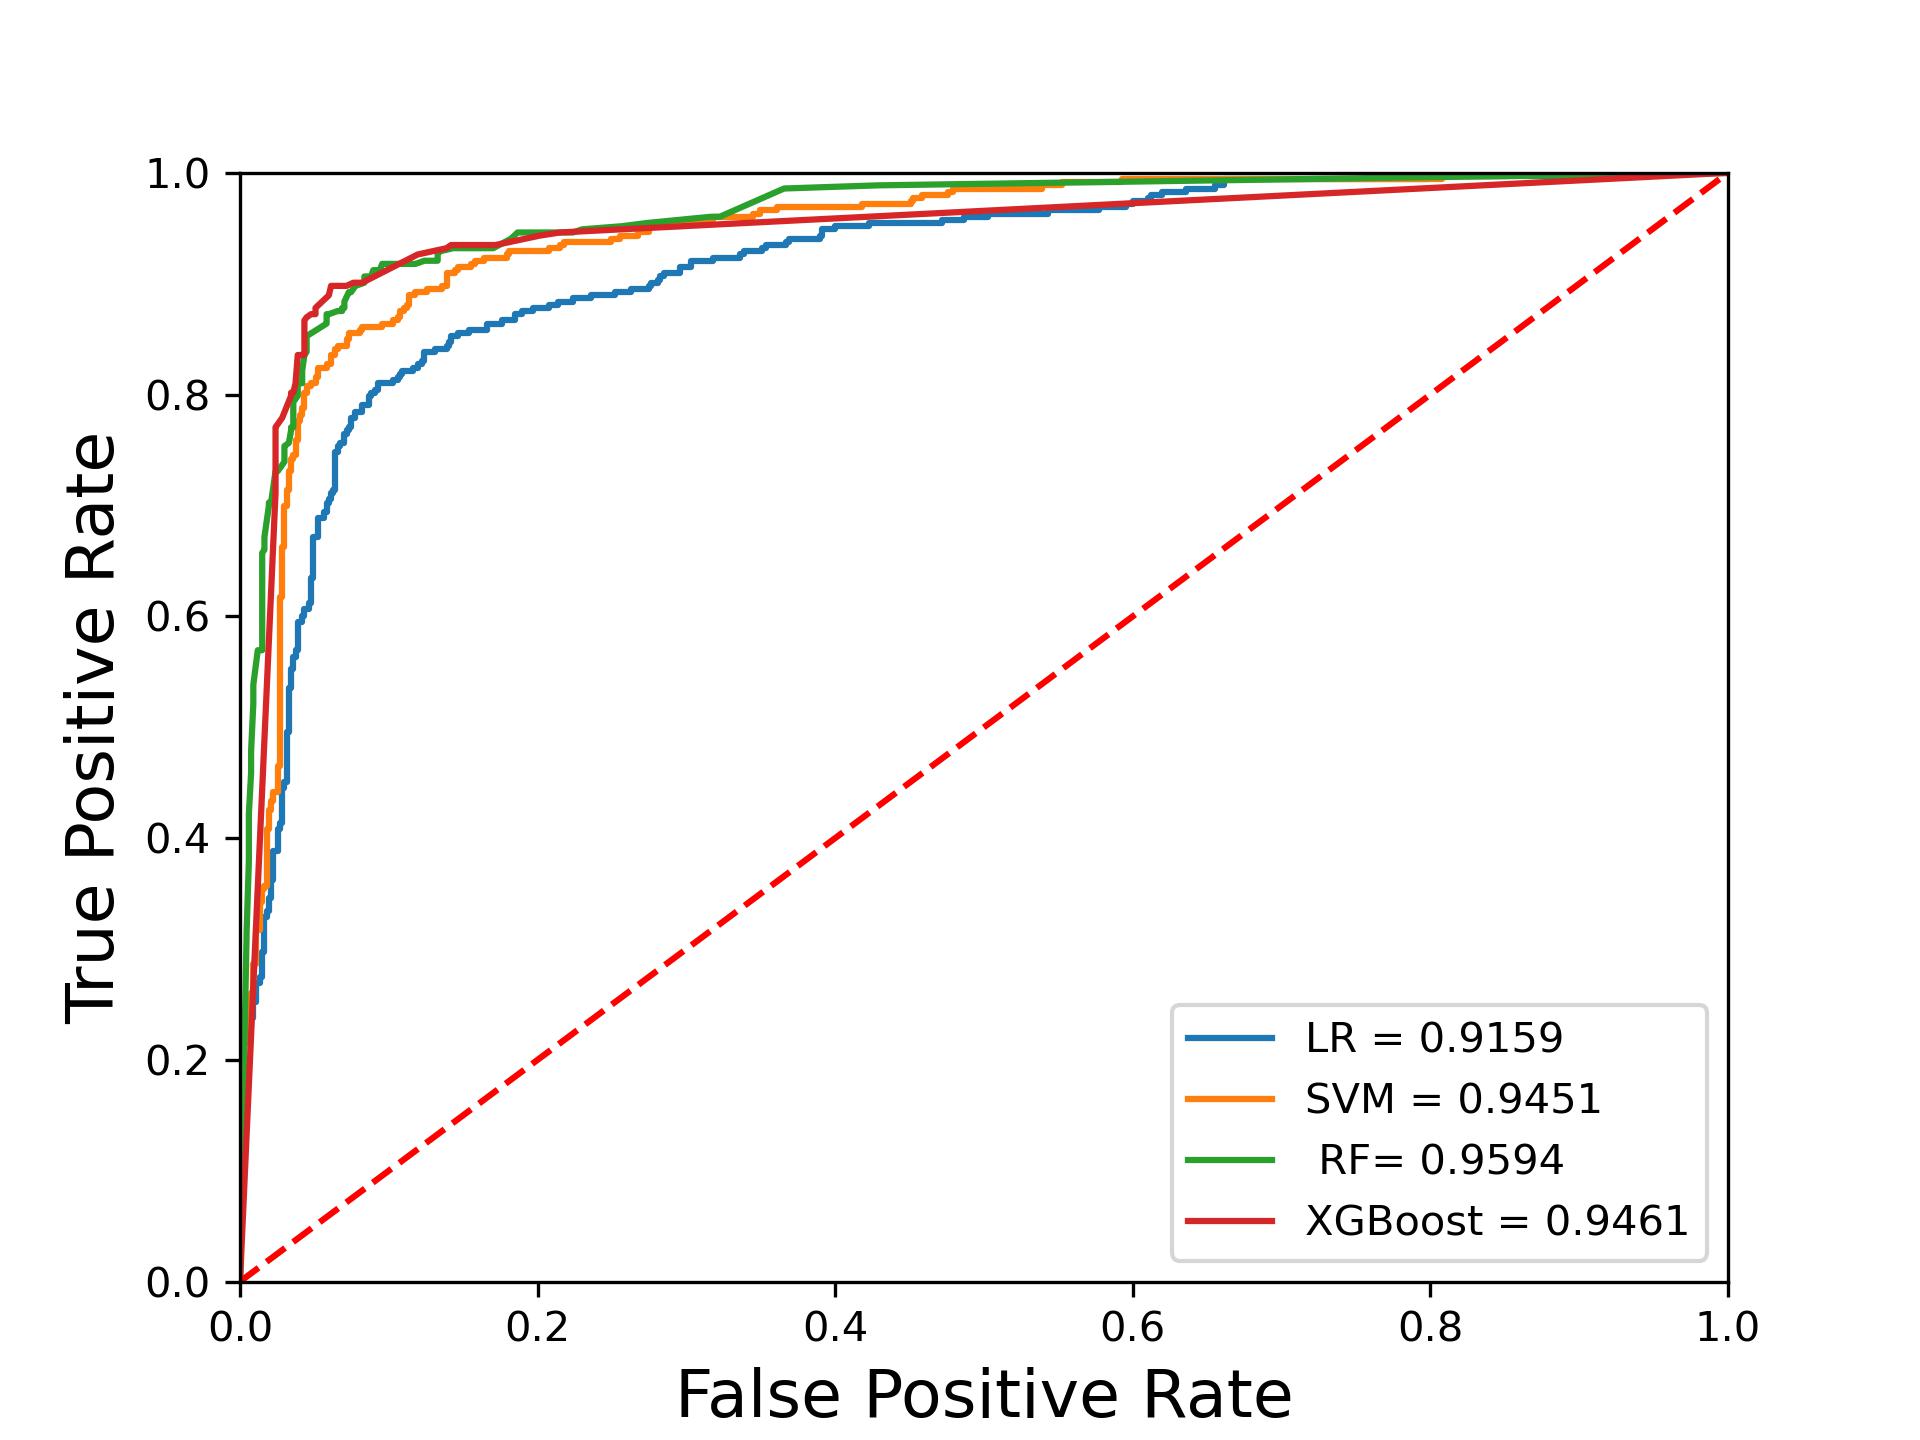 1.0
0.8
0.6
0.4
0.2
0.0
True Positive Rate
LR = 0.9159
SVM = 0.9451
RF= 0.9594
XGBoost = 0.9461
0.0 0.2 0.4 0.6 0.8 1.0
False Positive Rate